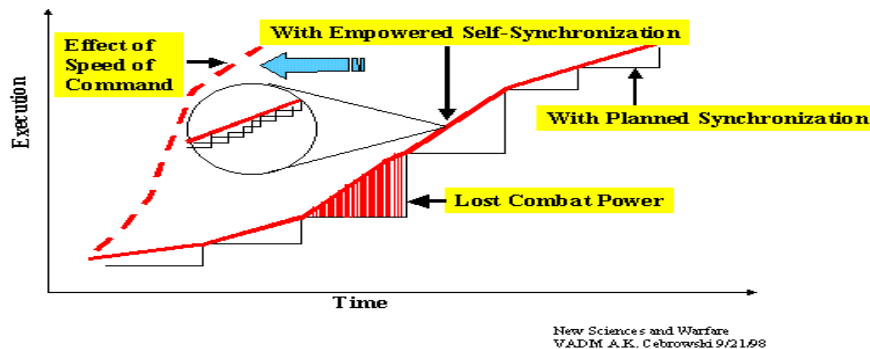 With Empowered Self-Synchronization
Effect of
Speed of
Command
With Planned Synchronization
Lost Combat Power
Execution
Time
New Sciences and Warfare
VADM A.K. Cebrowski 9/21/98